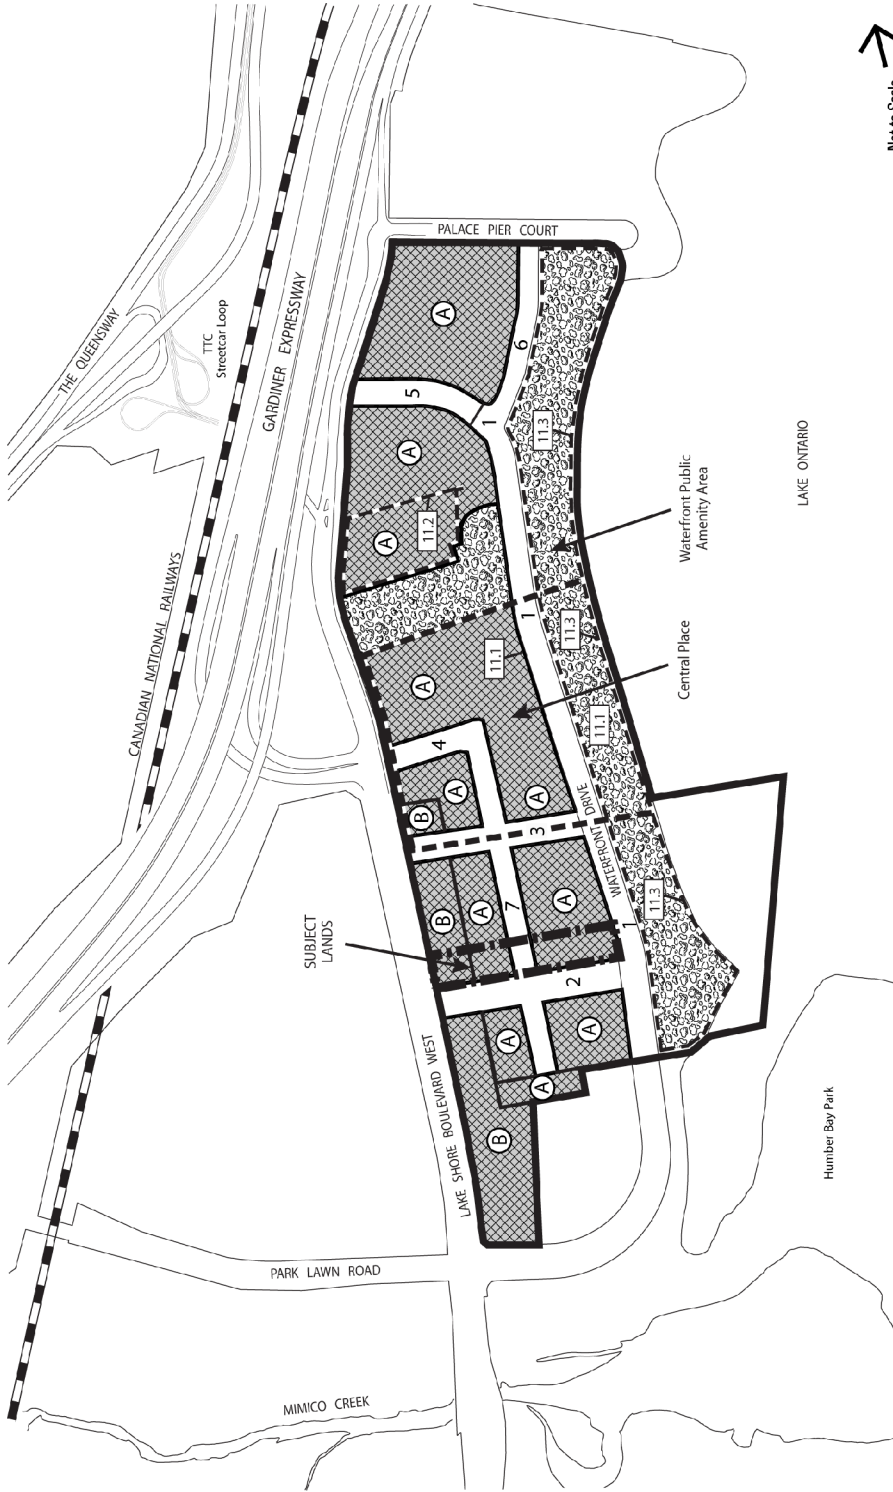 THE QUEENSWAY
TTC
Streetcar Loop
GARDINER EXPRESSWAY
CANADIAN NATIONAL RAILWAYS
PALACE PIER COURT
A
6
5
1
11.3
A
11.2
A
Waterfront Public
Amenity Area
LAKE ONTARIO
1
11.3
11.1
A
Central Place
4
11.1
A
A
B
3
WATERFRONT DRIVE
SUBJECT
LANDS
B
A
7
A
1
11.3
2
A
A
A
B
LAKE SHORE BOULEVARD WEST
PARK LAWN ROAD
Humber Bay Park
MIMICO CREEK